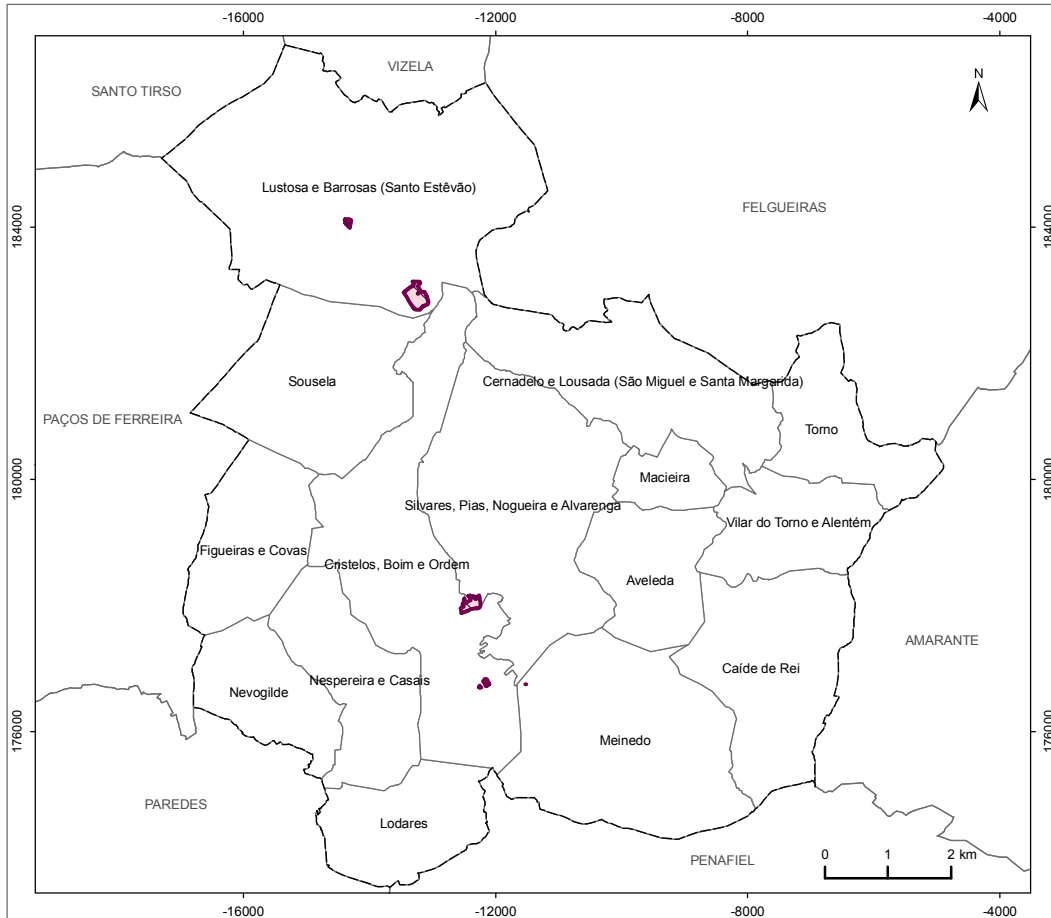 -16000
-12000
-8000
-4000
VIZELA
SANTO TIRSO
N
Lustosa e Barrosas (Santo Estêvão)
FELGUEIRAS
184000
184000
Sousela
Cernadelo e Lousada (São Miguel e Santa Margarida)
PAÇOS DE FERREIRA
Torno
180000
180000
Macieira
Silvares, Pias, Nogueira e Alvarenga
Vilar do Torno e Alentém
Figueiras e Covas
Cristelos, Boim e Ordem
Aveleda
AMARANTE
Caíde de Rei
Nespereira e Casais
Nevogilde
176000
176000
Meinedo
PAREDES
Lodares
PENAFIEL
0 1 2 km
-16000
-12000
-8000
-4000